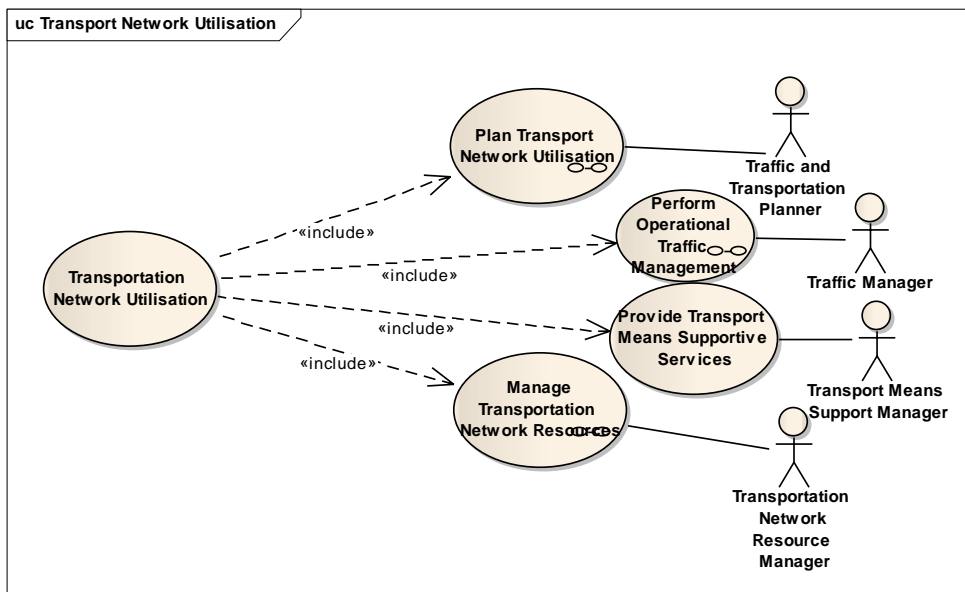 uc Transport Network Utilisation
Plan Transport
Network Utilisation
Traffic and
Transportation
Planner
«include»
Perform
Operational
Traffic
Management
Traffic Manager
«include»
Transportation
Network Utilisation
Provide Transport
Means Supportive
Services
«include»
Transport Means
Support Manager
«include»
Manage
Transportation
Network Resources
Transportation
Network
Resource
Manager